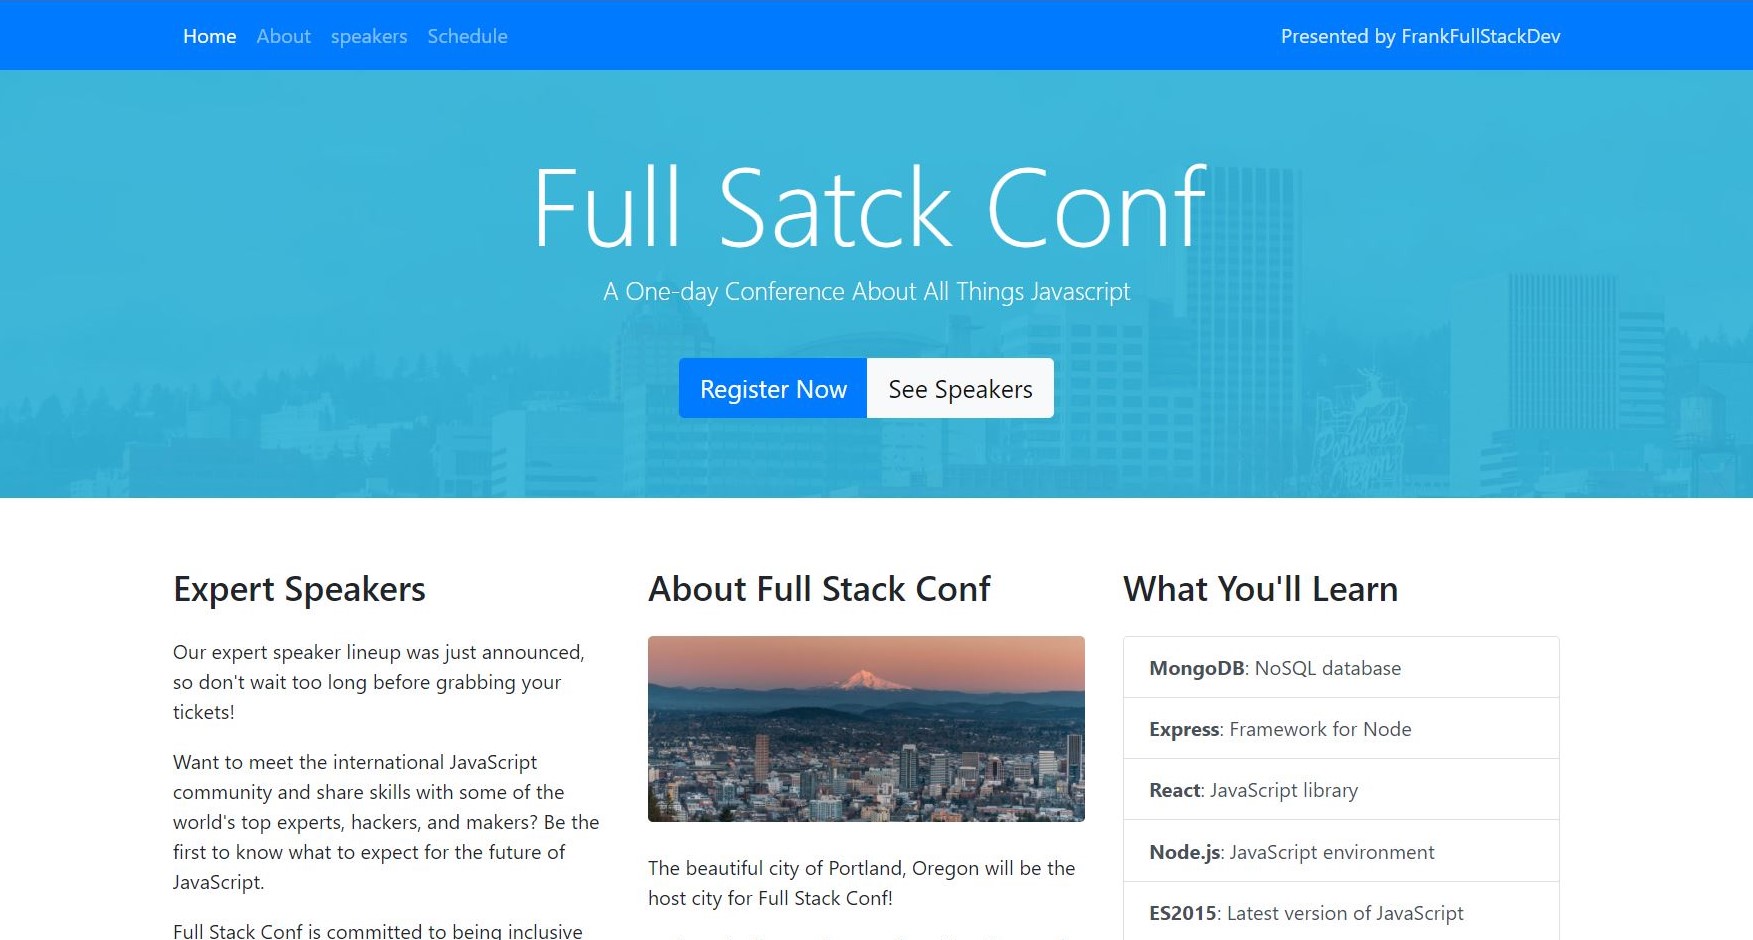 Home About speakers Schedule Presented by FrankFullStackDev
Full Satck Conf
A One-day Conference About All Things Javascript
Register Now See Speakers
Portland
Oregon
Expert Speakers
Our expert speaker lineup was just announced,
so don't wait too long before grabbing your
tickets!
Want to meet the international JavaScript
community and share skills with some of the
world's top experts, hackers, and makers? Be the
first to know what to expect for the future of
JavaScript.
Full Stack Conf is committed to being inclusive
About Full Stack Conf
The beautiful city of Portland, Oregon will be the
host city for Full Stack Conf!
What You'll Learn
MongoDB: NoSQL database
Express: Framework for Node
React: JavaScript library
Node.js: JavaScript environment
ES2015: Latest version of JavaScript